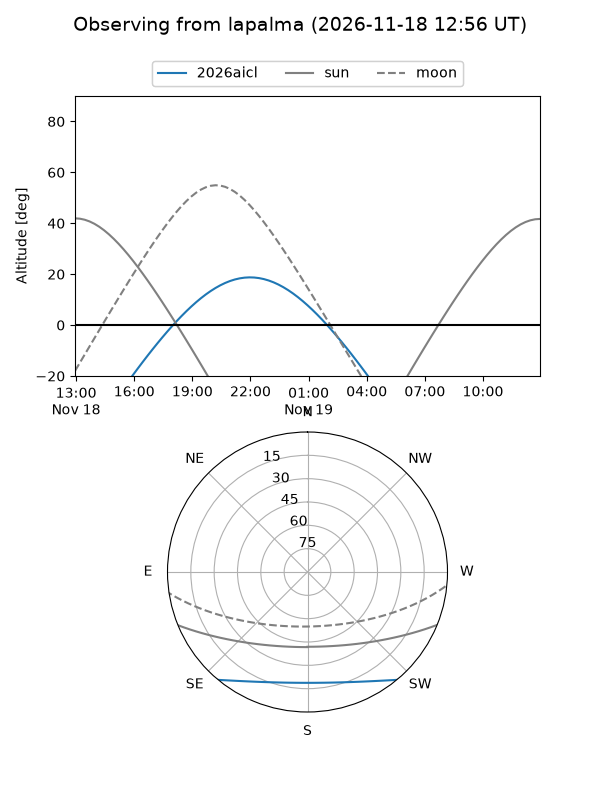 Observing from lapalma (2026-11-18 12:56 UT)
2026aicl sun moon
Altitude [deg]
80
60
40
20
0
−20
13:00 16:00 19:00 22:00 01:00 04:00 07:00 10:00
Nov 18 Nov 19
N
NE NW
15
30
45
60
75
E W
SE SW
S